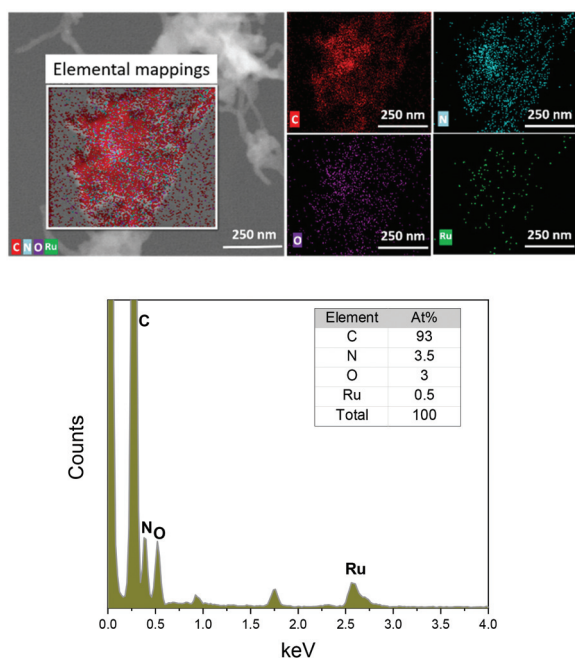 Elemental mappings
C N O Ru
250 nm
C
250 nm
N
250 nm
O
250 nm
Ru
250 nm
Element At%
C 93
N 3.5
O 3
Ru 0.5
Total 100
C
N O
Ru
Counts
0.0 0.5 1.0 1.5 2.0 2.5 3.0 3.5 4.0
keV